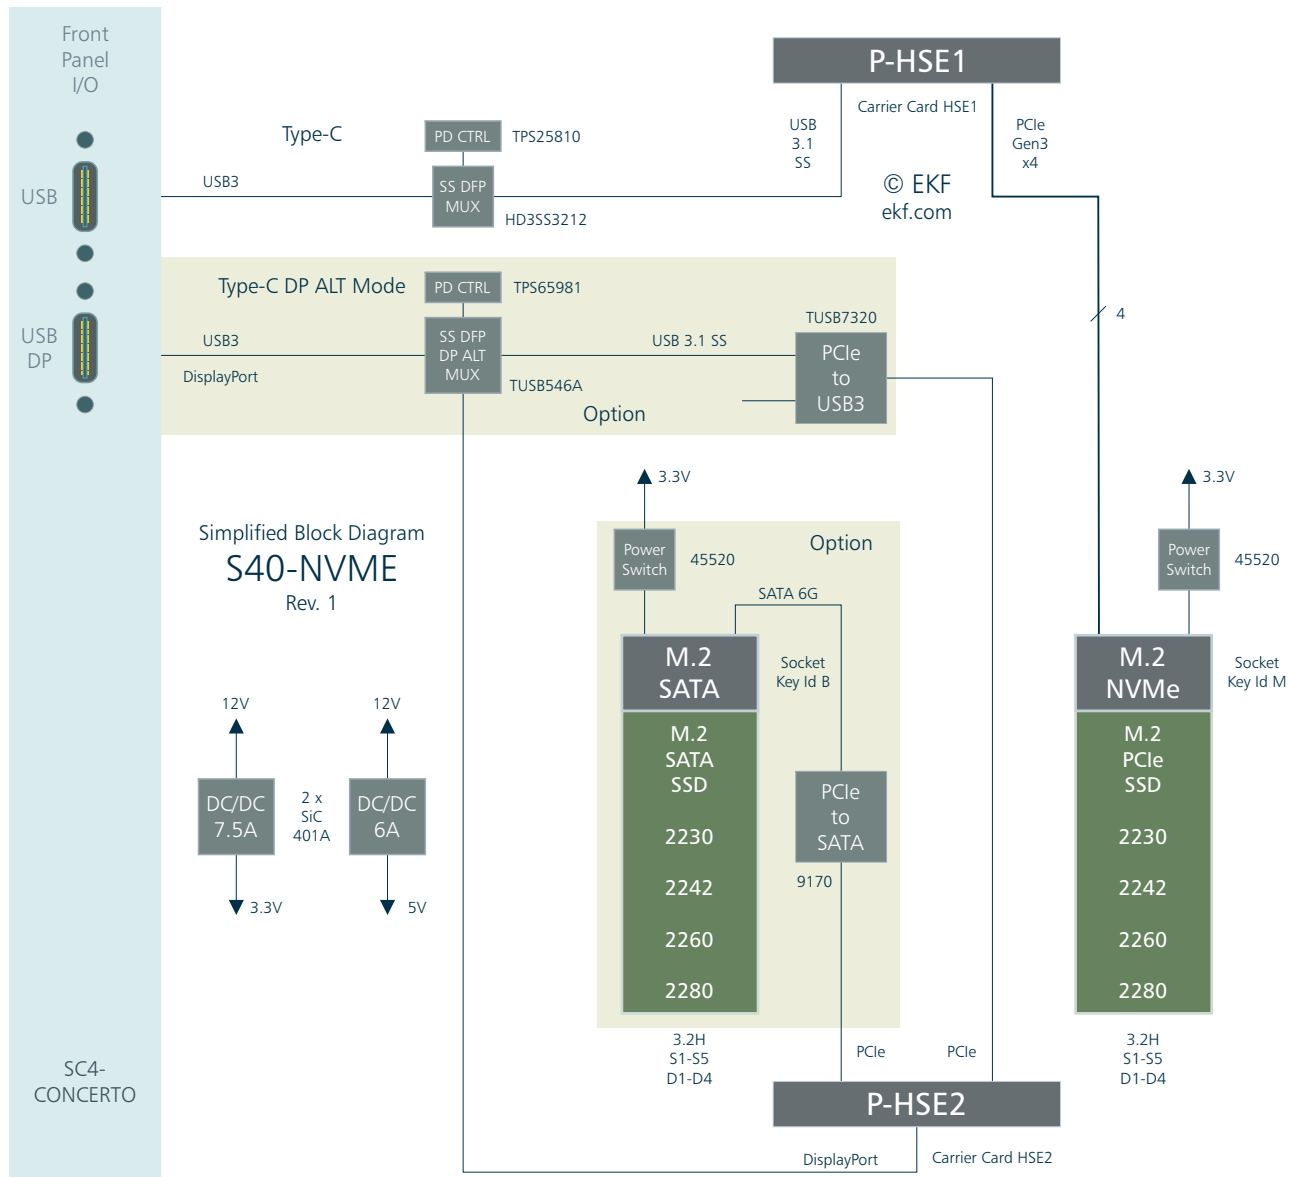 Front
Panel
I/O
P-HSE1
Carrier Card HSE1
Type-C
PD CTRL
TPS25810
USB
3.1
SS
PCIe
Gen3
x4
USB
USB3
SS DFP
MUX
HD3SS3212
© EKF
ekf.com
Type-C DP ALT Mode
PD CTRL
TPS65981
TUSB7320
4
USB
DP
USB3
DisplayPort
SS DFP
DP ALT
MUX
TUSB546A
USB 3.1 SS
PCIe
to
USB3
Option
3.3V
3.3V
Simplified Block Diagram
S40-NVME
Rev. 1
Power
Switch
45520
Option
Power
Switch
45520
SATA 6G
M.2
SATA
Socket
Key Id B
M.2
NVMe
Socket
Key Id M
12V
12V
DC/DC
7.5A
2 x
SiC
401A
DC/DC
6A
3.3V
5V
M.2
SATA
SSD
2230
2242
2260
2280
PCIe
to
SATA
9170
M.2
PCIe
SSD
2230
2242
2260
2280
3.2H
S1-S5
D1-D4
PCIe
PCIe
3.2H
S1-S5
D1-D4
SC4-
CONCERTO
P-HSE2
DisplayPort
Carrier Card HSE2